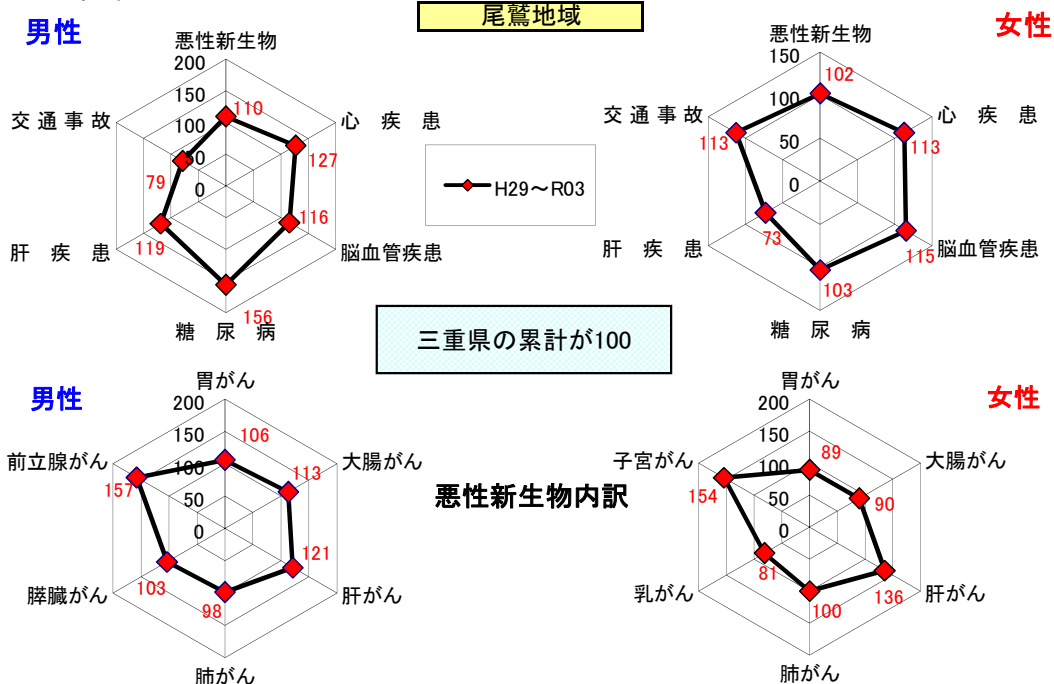 尾鷲地域
男性
女性
悪性新生物
200
150
100
50
0
110
心 疾 患
127
116
脳血管疾患
156
糖 尿 病
119
肝 疾 患
79
交 通 事 故
H29～R03
悪性新生物
150
100
50
0
102
心 疾 患
113
115
脳血管疾患
103
糖 尿 病
73
肝 疾 患
113
交 通 事 故
三重県の累計が100
男性
女性
悪性新生物内訳
胃がん
200
150
100
50
0
106
大腸がん
113
121
肝がん
98
肺がん
103
膵臓がん
157
前立腺がん
胃がん
200
150
100
50
0
89
大腸がん
90
136
肝がん
100
肺がん
81
乳がん
154
子宮がん